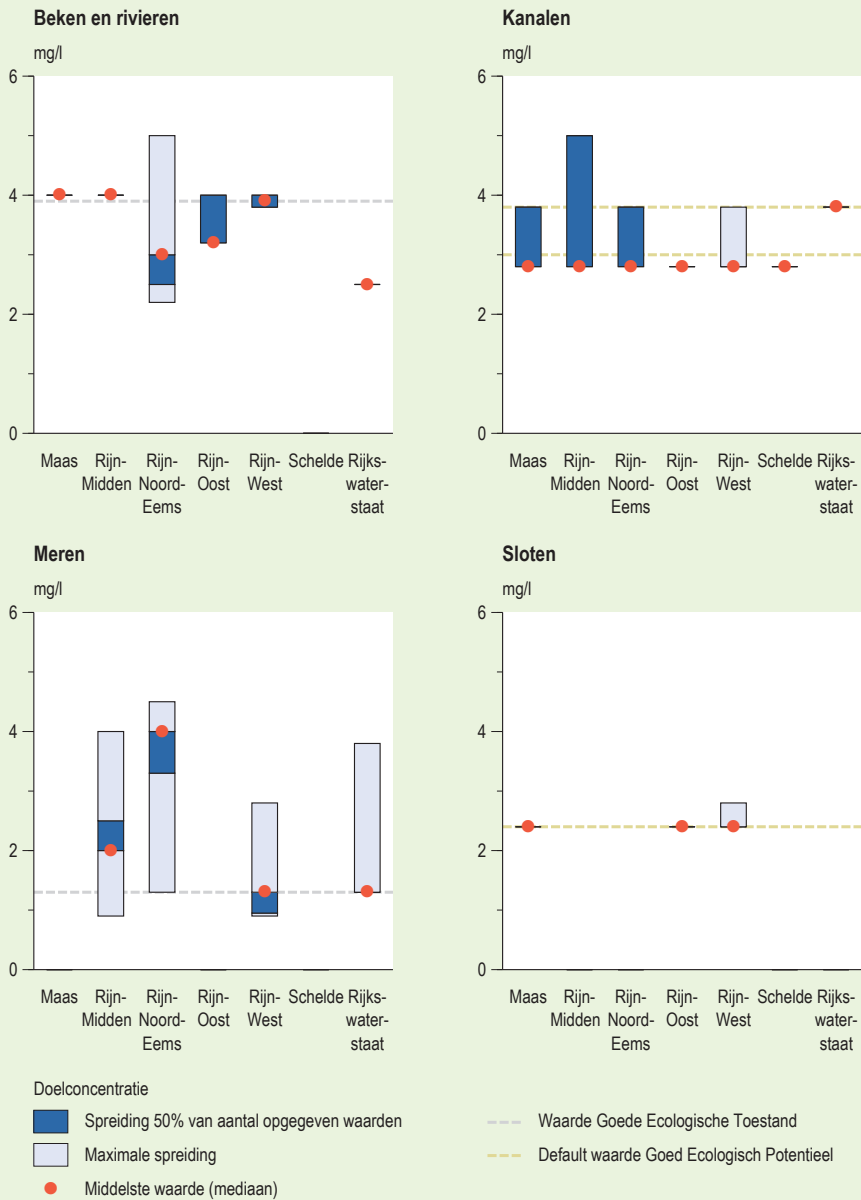 Beken en rivieren
mg/l
6
4
2
0
Maas
Rijn-
Midden
Rijn-
Noord-
Eems
Rijn-
Oost
Rijn-
West
Schelde
Rijks-
water-
staat
Kanalen
mg/l
6
4
2
0
Maas
Rijn-
Midden
Rijn-
Noord-
Eems
Rijn-
Oost
Rijn-
West
Schelde
Rijks-
water-
staat
Meren
mg/l
6
4
2
0
Maas
Rijn-
Midden
Rijn-
Noord-
Eems
Rijn-
Oost
Rijn-
West
Schelde
Rijks-
water-
staat
Sloten
mg/l
6
4
2
0
Maas
Rijn-
Midden
Rijn-
Noord-
Eems
Rijn-
Oost
Rijn-
West
Schelde
Rijks-
water-
staat
Doelconcentratie
Spreiding 50% van aantal opgegeven waarden
Maximale spreiding
Middelste waarde (mediaan)
Waarde Goede Ecologische Toestand
Default waarde Goed Ecologisch Potentieel